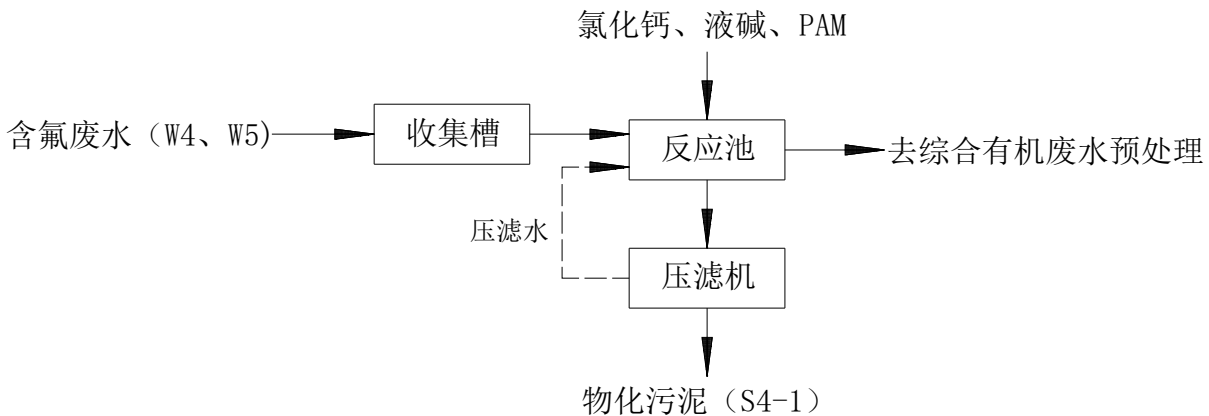 氯化钙、液碱、PAM
含氟废水（W4、W5)
收集槽
反应池
去综合有机废水预处理
压滤水
压滤机
物化污泥（S4-1）